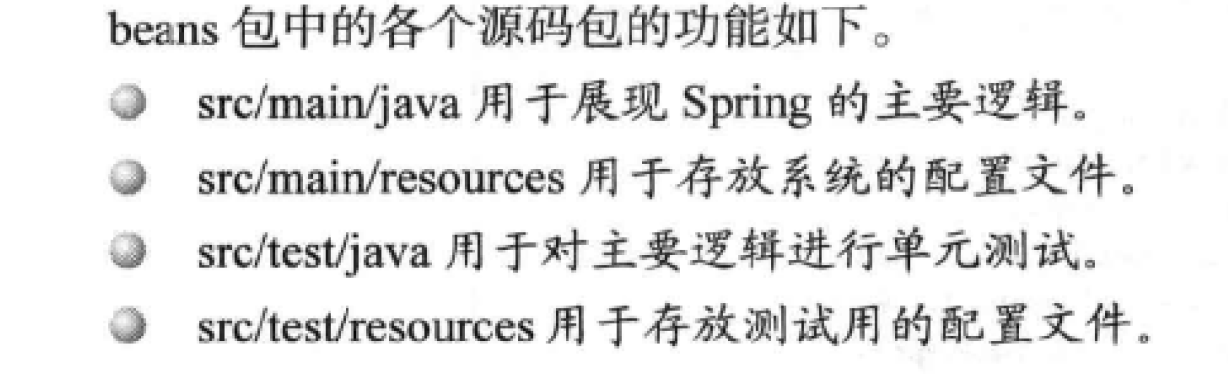 beans 包中的各个源码包的功能如下。
src/main/java 用于展现 Spring 的主要逻辑。
src/main/resources 用于存放系统的配置文件。
src/test/java 用于对主要逻辑进行单元测试。
src/test/resources 用于存放测试用的配置文件。